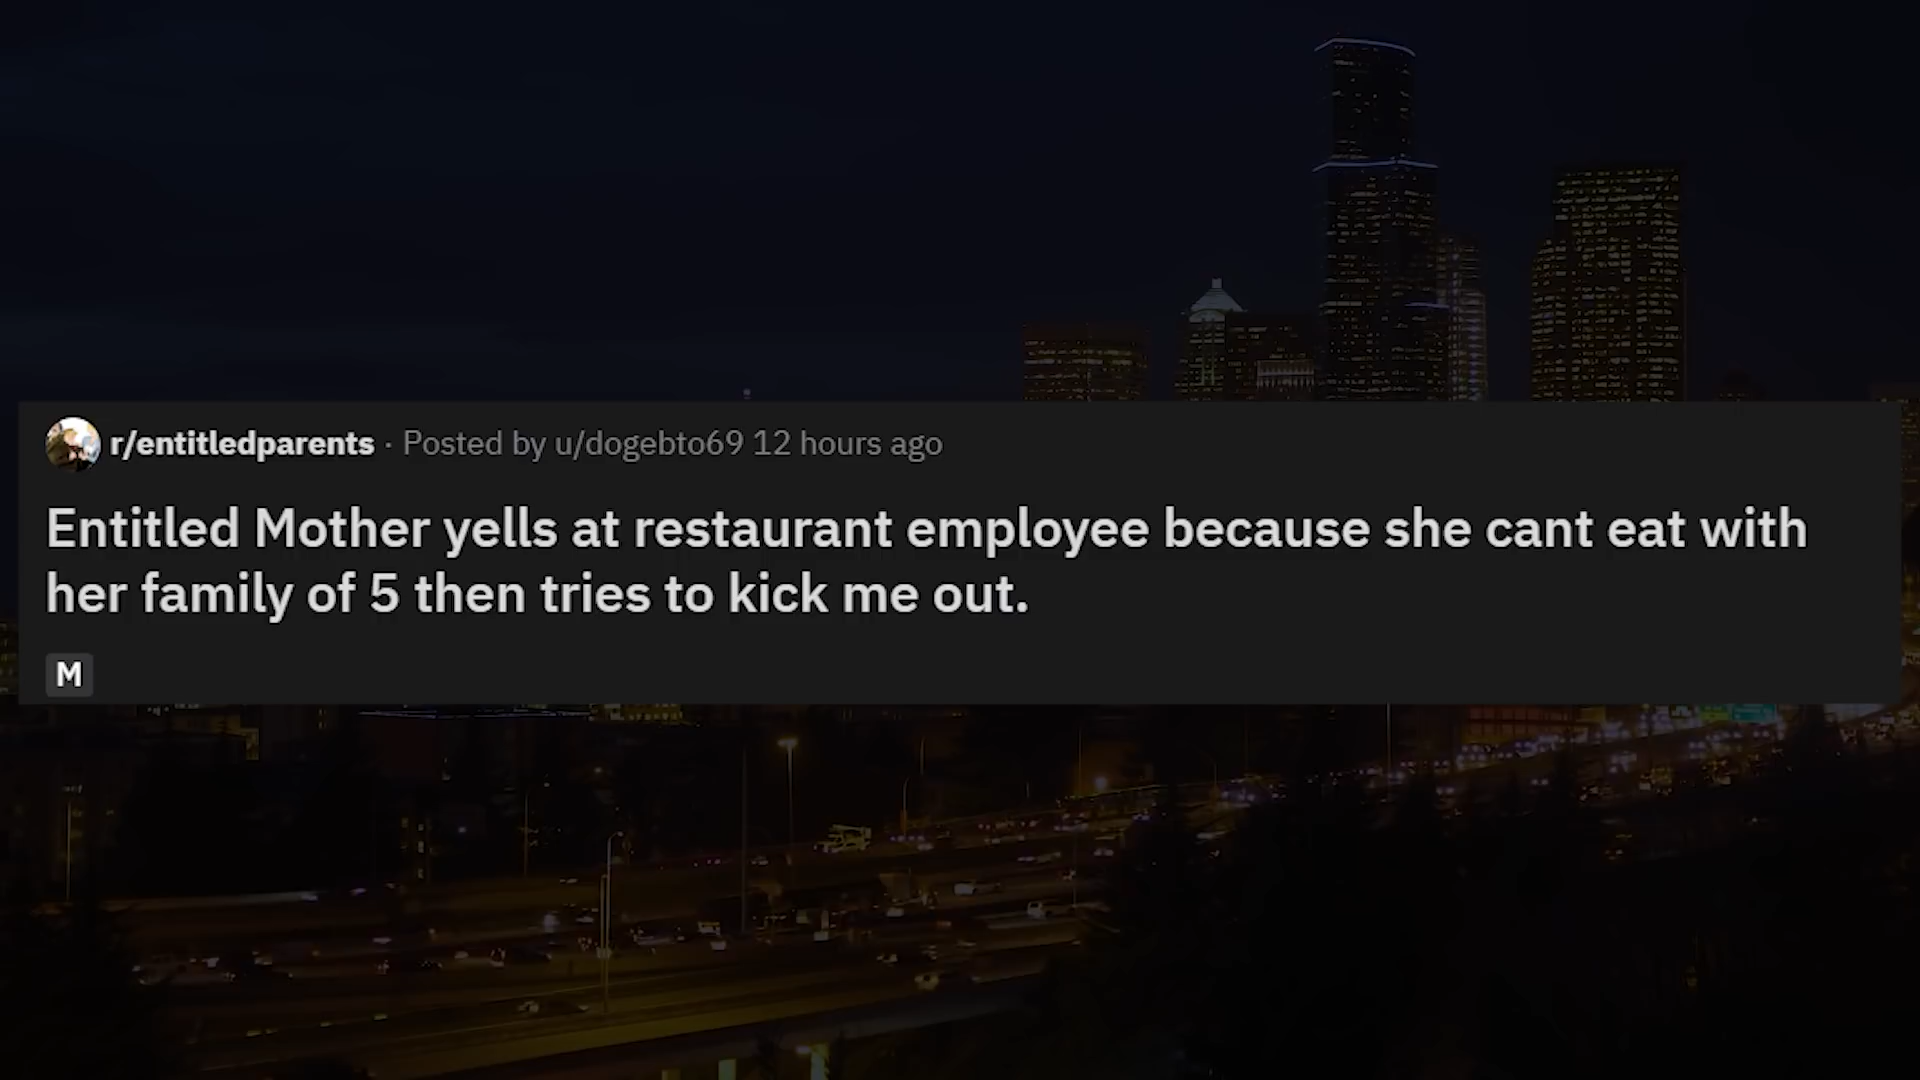 r/entitledparents · Posted by u/dogebto69 12 hours ago
Entitled Mother yells at restaurant employee because she cant eat with
her family of 5 then tries to kick me out.
M